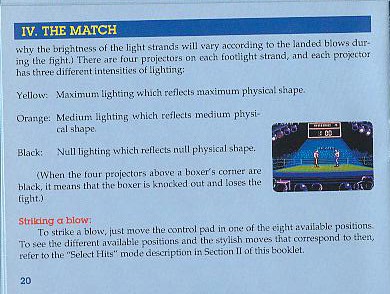 IV. THE MATCH
why the brightness of the light strands will vary according to the landed blows dur-
ing the fight.) There are four projectors on each footlight strand, and each projector
has three different intensities of lighting:
Yellow: Maximum lighting which reflects maximum physical shape.
Orange: Medium lighting which reflects medium physi-
cal shape.
Black: Null lighting which reflects null physical shape.
(When the four projectors above a boxer's corner are
black, it means that the boxer is knocked out and loses the
fight.)
Striking a blow:
To strike a blow, just move the control pad in one of the eight available positions.
To see the different available positions and the stylish moves that correspond to then,
refer to the "Select Hits" mode description in Section II of this booklet.
20